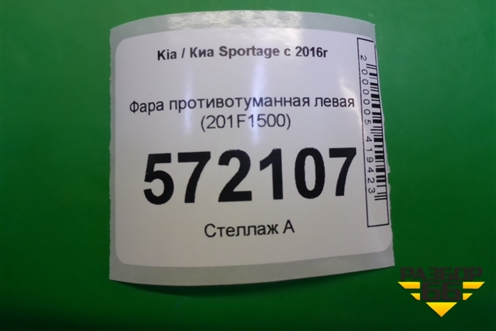 Kia / Киа Sportage с 2016г
Фара противотуманная левая
(201F1500)
572107
Стеллаж А
2000005419423
РАЗБОР